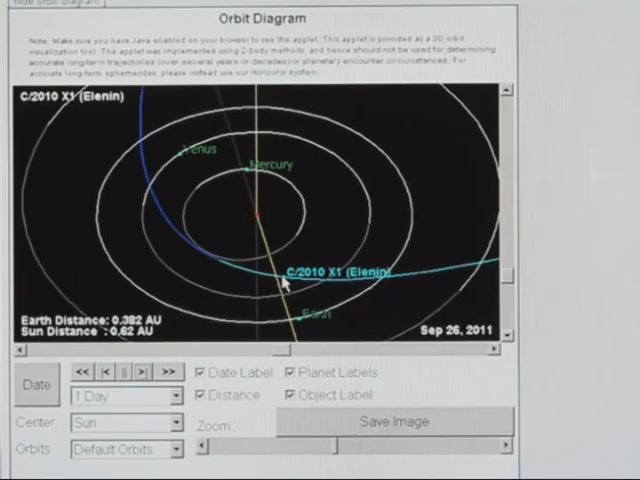 hide orbit diagram
Orbit Diagram
Note: Make sure you have Java enabled on your browser to see the applet. This applet is provided as a 3D orbit
visualization tool. The applet was implemented using 2-body methods, and hence should not be used for determining
accurate long-term trajectories (over several years or decades) or planetary encounter circumstances. For
accurate long-term ephemerides, please instead use our Horizons system.
C/2010 X1 (Elenin)
Venus
Mercury
C/2010 X1 (Elenin)
Earth
Earth Distance: 0.382 AU
Sun Distance : 0.62 AU
Sep 26, 2011
Date
<< |< || >| >>
Date Label
Planet Labels
1 Day
Distance
Object Label
Center:
Sun
Zoom:
Save Image
Orbits:
Default Orbits